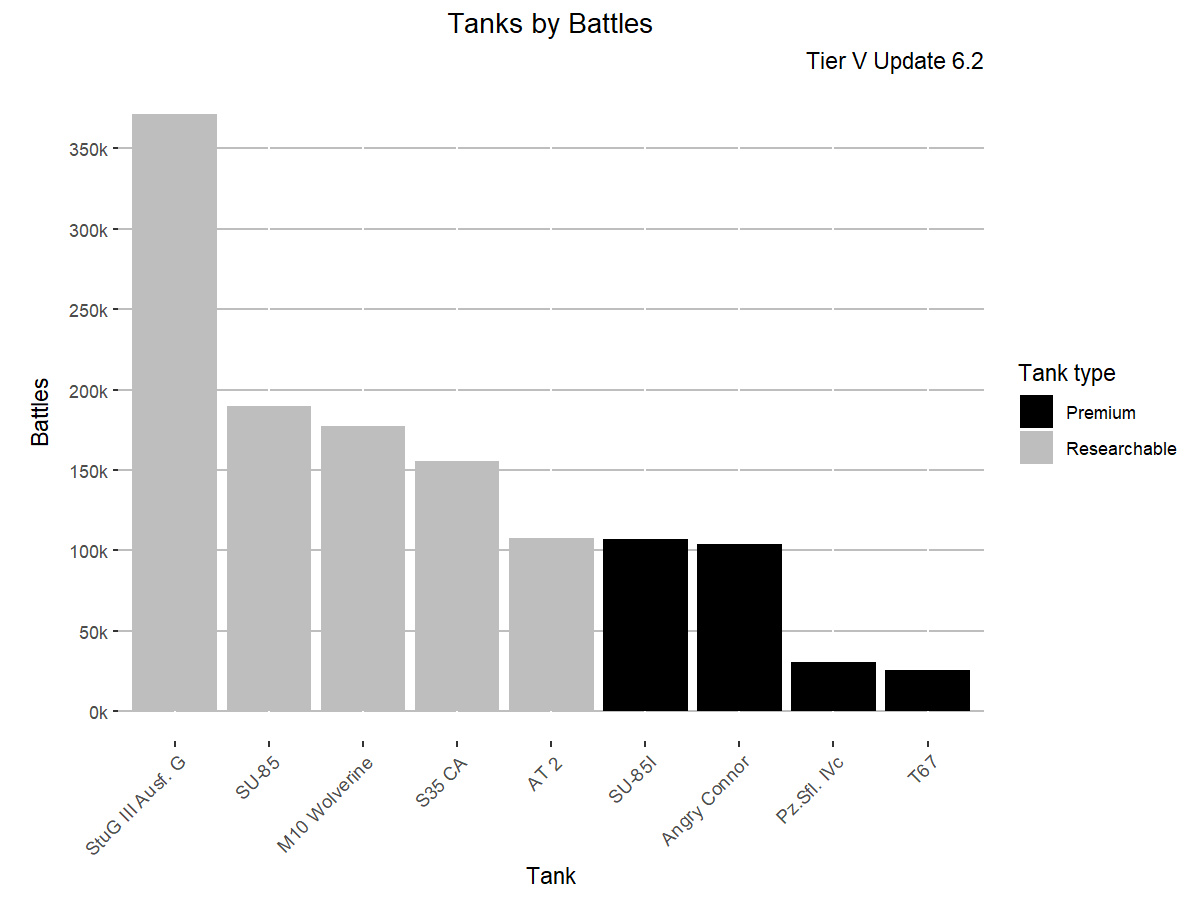 Tanks by Battles
Tier V Update 6.2
Battles
350k
300k
250k
200k
150k
100k
50k
0k
StuG III Ausf. G
SU-85
M10 Wolverine
S35 CA
AT 2
SU-85I
Angry Connor
Pz.Sfl. IVc
T67
Tank
Tank type
Premium
Researchable